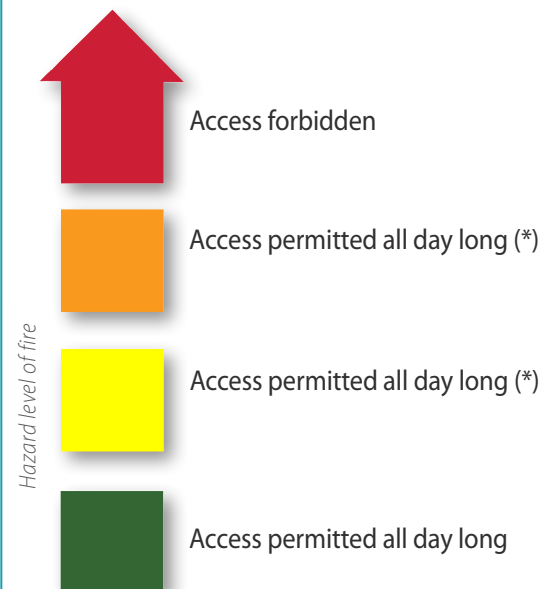 Access forbidden
Access permitted all day long (*)
Hazard level of fire
Access permitted all day long (*)
Access permitted all day long